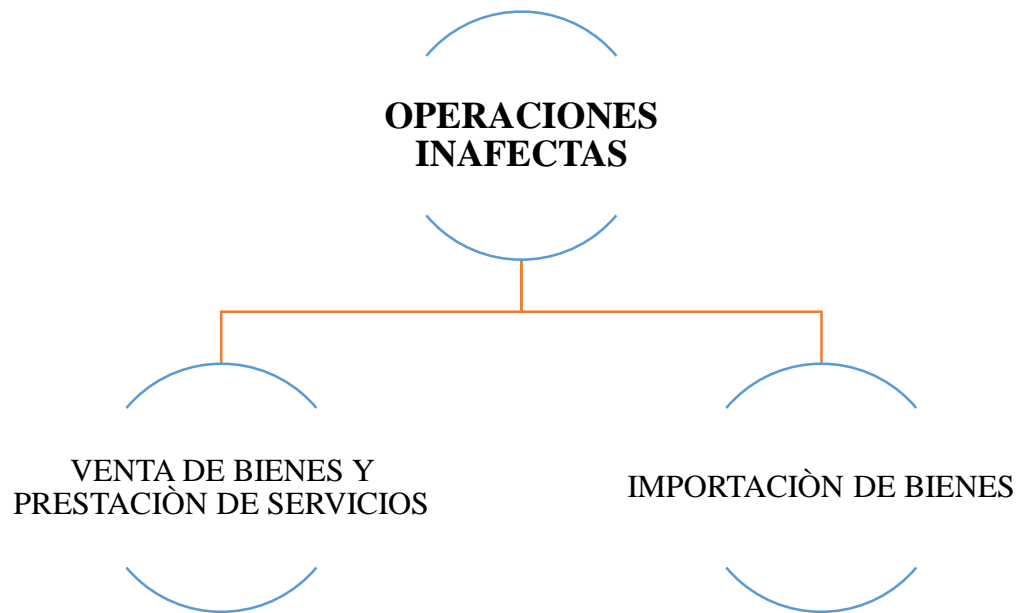 OPERACIONES
INAFECTAS
VENTA DE BIENES Y
PRESTACIÒN DE SERVICIOS
IMPORTACIÒN DE BIENES